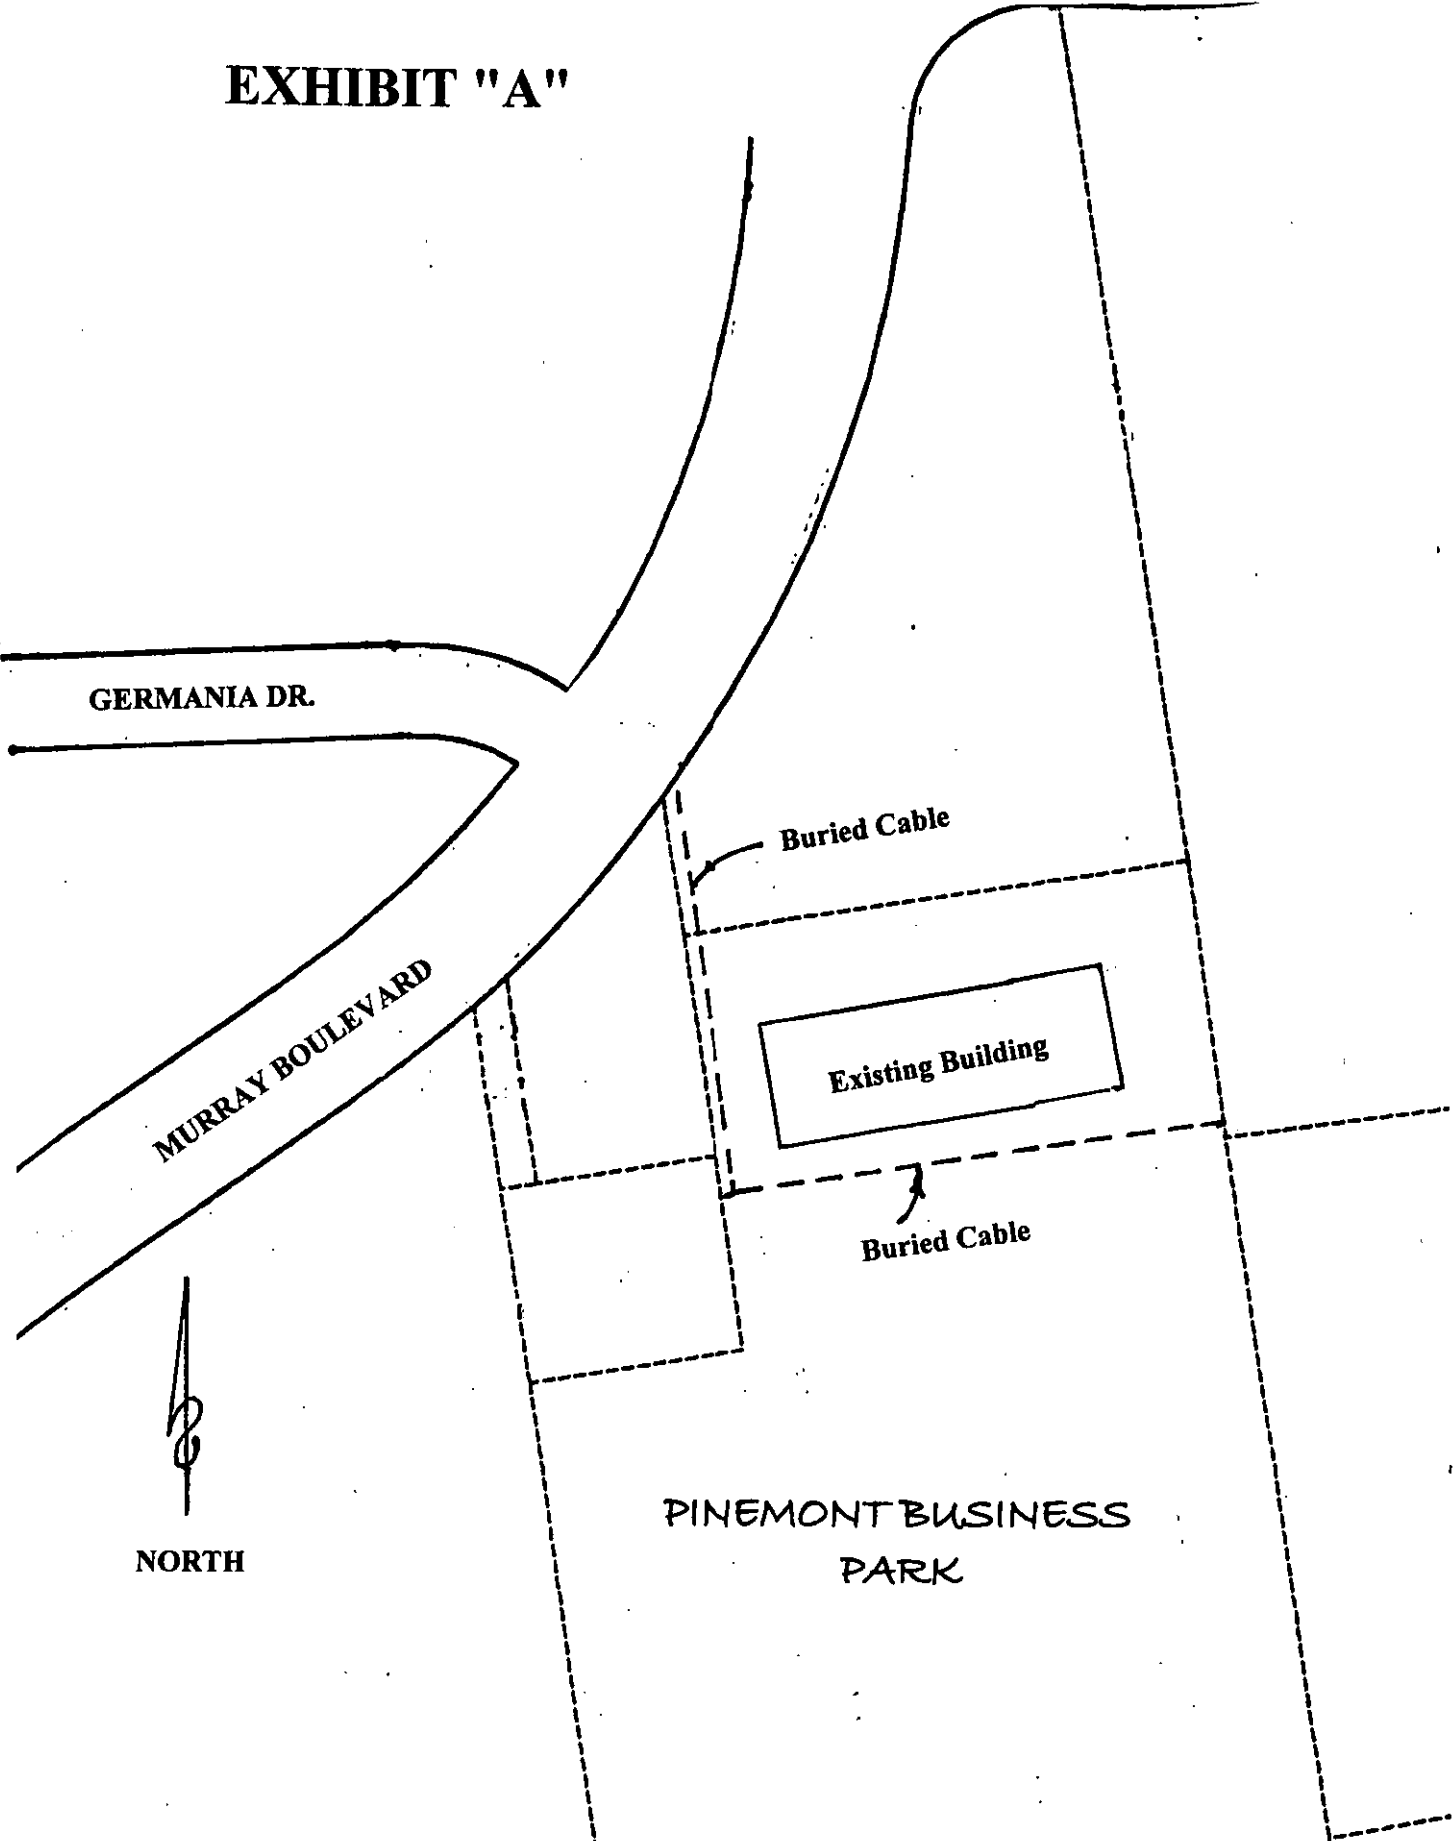 EXHIBIT "A"
GERMANIA DR.
Buried Cable
MURRAY BOULEVARD
Existing Building
Buried Cable
PINEMONT BUSINESS
PARK
NORTH